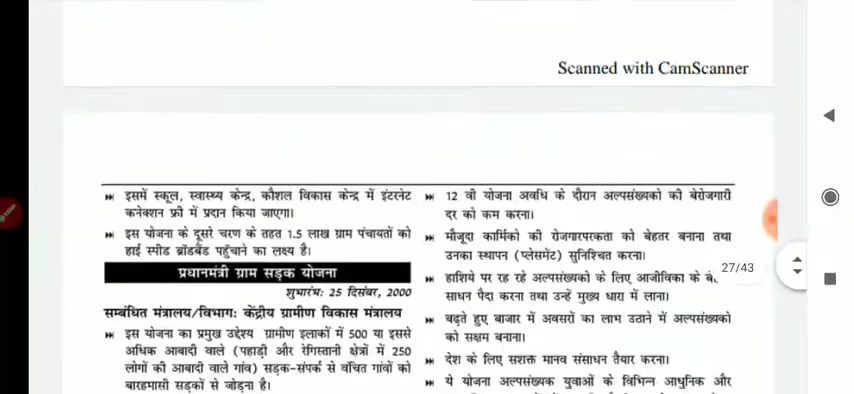 Scanned with CamScanner
इसमें स्कूल, स्वास्थ्य केन्द्र, कौशल विकास केन्द्र में इंटरनेट
कनेक्शन फ्री में प्रदान किया जाएगा।
इस योजना के दूसरे चरण के तहत 1.5 लाख ग्राम पंचायतों को
हाई स्पीड ब्रॉडबैंड पहुँचाने का लक्ष्य है।
प्रधानमंत्री ग्राम सड़क योजना
शुभारंभ: 25 दिसंबर, 2000
सम्बंधित मंत्रालय/विभाग: केंद्रीय ग्रामीण विकास मंत्रालय
इस योजना का प्रमुख उद्देश्य ग्रामीण इलाकों में 500 या इससे
अधिक आबादी वाले (पहाड़ी और रेगिस्तानी क्षेत्रों में 250
लोगों की आबादी वाले गांव) सड़क-संपर्क से वंचित गांवों को
बारहमासी सड़कों से जोड़ना है।
12 वी योजना अवधि के दौरान अल्पसंख्यको की बेरोजगारी
दर को कम करना।
मौजूदा कार्मिको की रोजगारपरकता को बेहतर बनाना तथा
उनका स्थापन (प्लेसमेंट) सुनिश्चित करना।
हाशिये पर रह रहे अल्पसंख्यको के लिए आजीविका के
साधन पैदा करना तथा उन्हें मुख्य धारा में लाना।
बढ़ते हुए बाजार में अवसरों का लाभ उठाने में अल्पसंख्यको
को सक्षम बनाना।
देश के लिए सशक्त मानव संसाधन तैयार करना।
ये योजना अल्पसंख्यक युवाओं के विभिन्न आधुनिक और
27/43